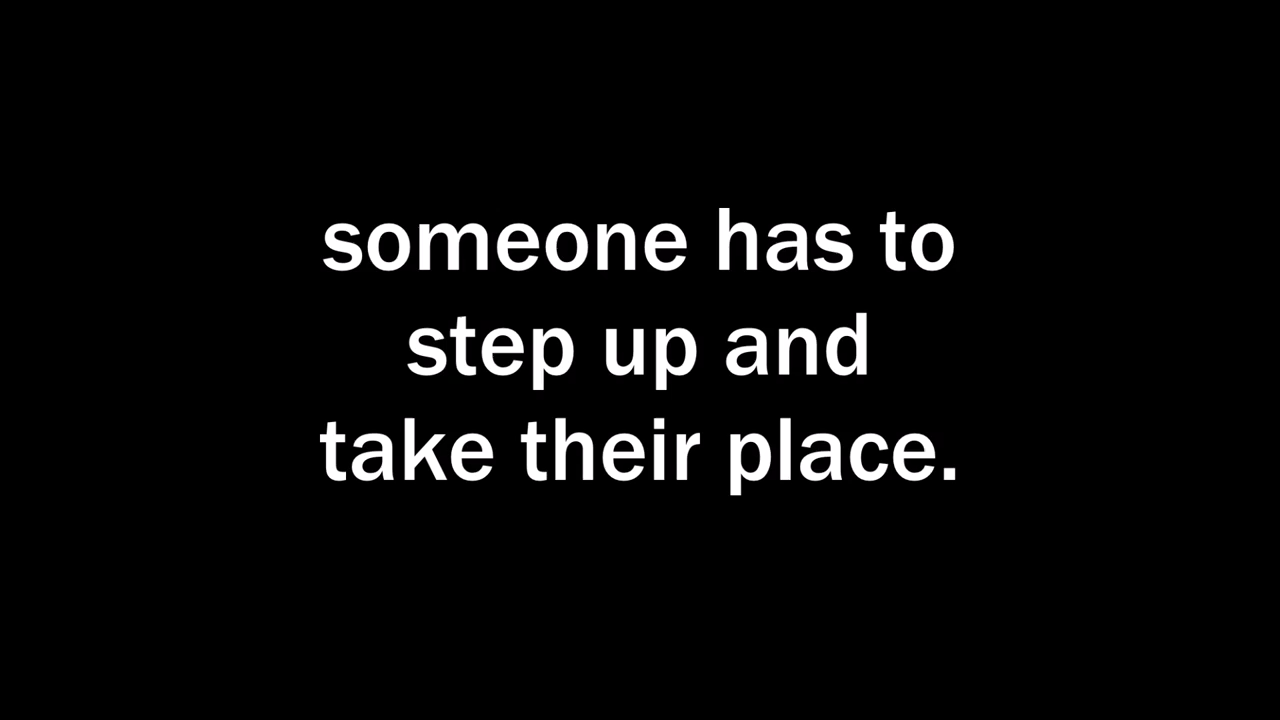 someone has to
step up and
take their place.